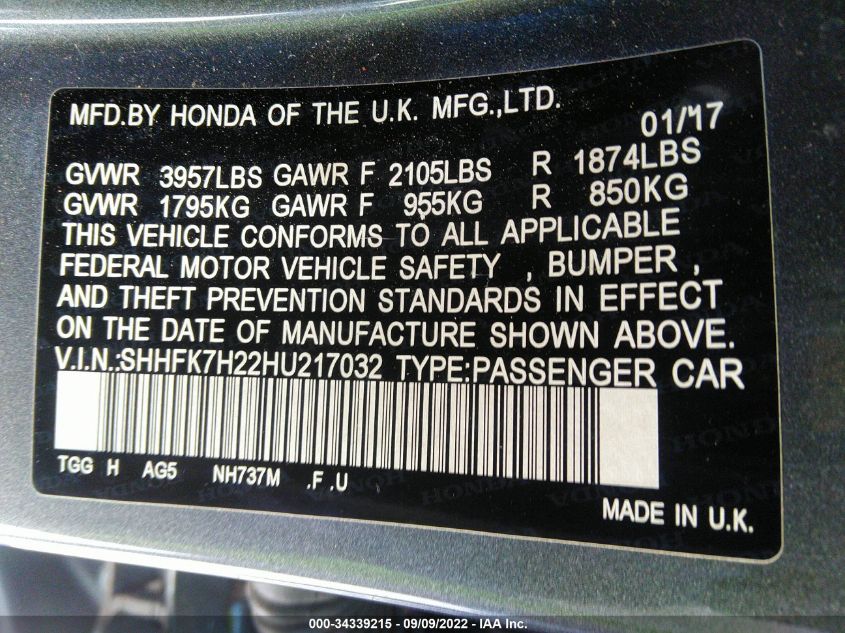 MFD.BY HONDA OF THE U.K. MFG.,LTD. 01/17
GVWR 3957LBS GAWR F 2105LBS R 1874LBS
GVWR 1795KG GAWR F 955KG R 850KG
THIS VEHICLE CONFORMS TO ALL APPLICABLE
FEDERAL MOTOR VEHICLE SAFETY , BUMPER ,
AND THEFT PREVENTION STANDARDS IN EFFECT
ON THE DATE OF MANUFACTURE SHOWN ABOVE.
V.I.N.:SHHFK7H22HU217032 TYPE:PASSENGER CAR
TGG H AG5 NH737M .F .U
MADE IN U.K.
000-34339215 - 09/09/2022 - IAA Inc.